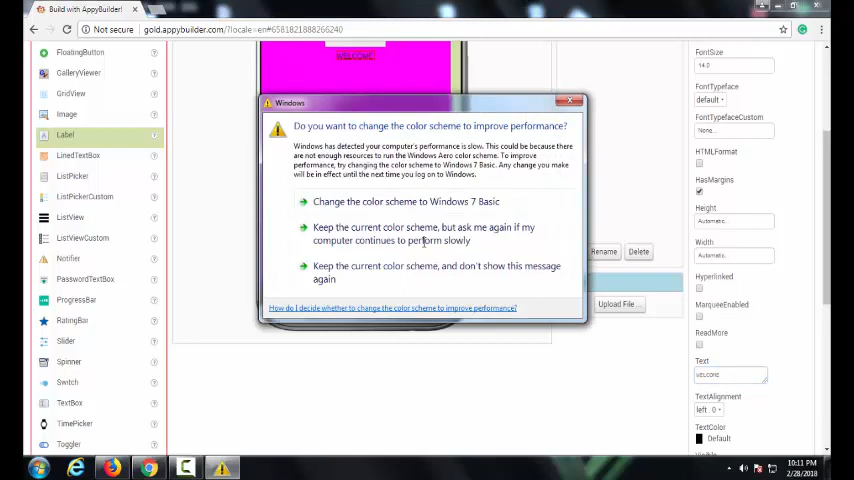 Build with AppyBuilder!
Not secure
gold.appybuilder.com/?locale=en#6581821888266240
FloatingButton
GalleryViewer
GridView
Image
Label
LinedTextBox
ListPicker
ListPickerCustom
ListView
ListViewCustom
Notifier
PasswordTextBox
ProgressBar
RatingBar
Slider
Spinner
Switch
TextBox
TimePicker
Toggler
WELCOME
Windows
Do you want to change the color scheme to improve performance?
Windows has detected your computer's performance is slow. This could be because there
are not enough resources to run the Windows Aero color scheme. To improve
performance, try changing the color scheme to Windows 7 Basic. Any change you make
will be in effect until the next time you log on to Windows.
Change the color scheme to Windows 7 Basic
Keep the current color scheme, but ask me again if my
computer continues to perform slowly
Keep the current color scheme, and don't show this message
again
How do I decide whether to change the color scheme to improve performance?
Rename
Delete
Upload File ...
FontSize
14.0
FontTypeface
default
FontTypefaceCustom
None...
HTMLFormat
HasMargins
Height
Automatic...
Width
Automatic...
Hyperlinked
MarqueeEnabled
ReadMore
Text
WELCOME
TextAlignment
left : 0
TextColor
Default
10:11 PM
2/28/2018